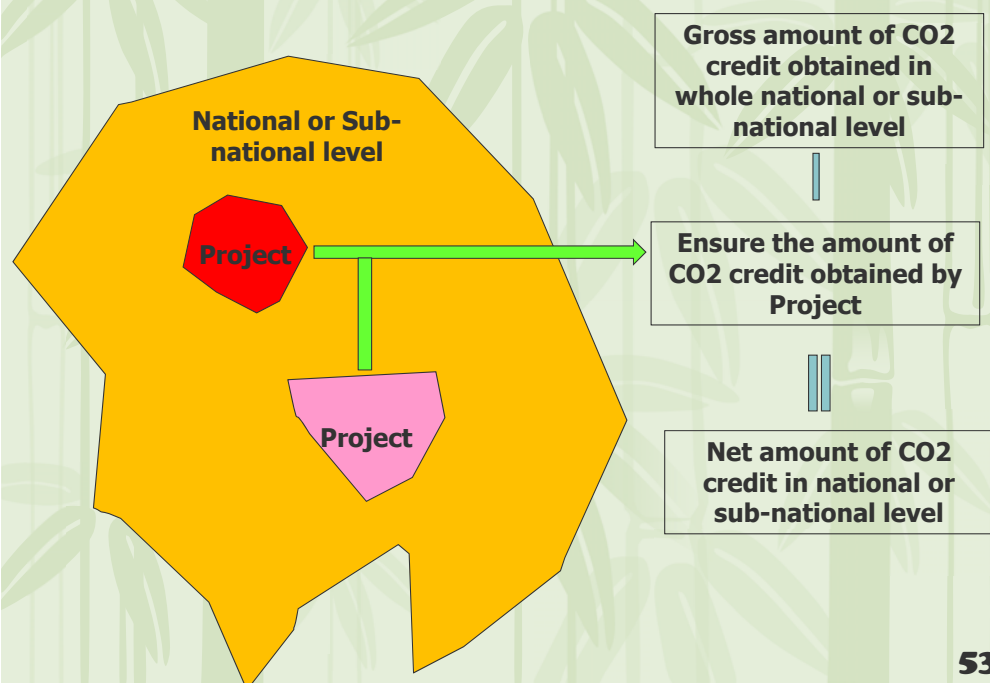 Gross amount of CO2
credit obtained in
whole national or sub-
national level
National or Sub-
national level
Project
Ensure the amount of
CO2 credit obtained by
Project
Project
Net amount of CO2
credit in national or
sub-national level
53